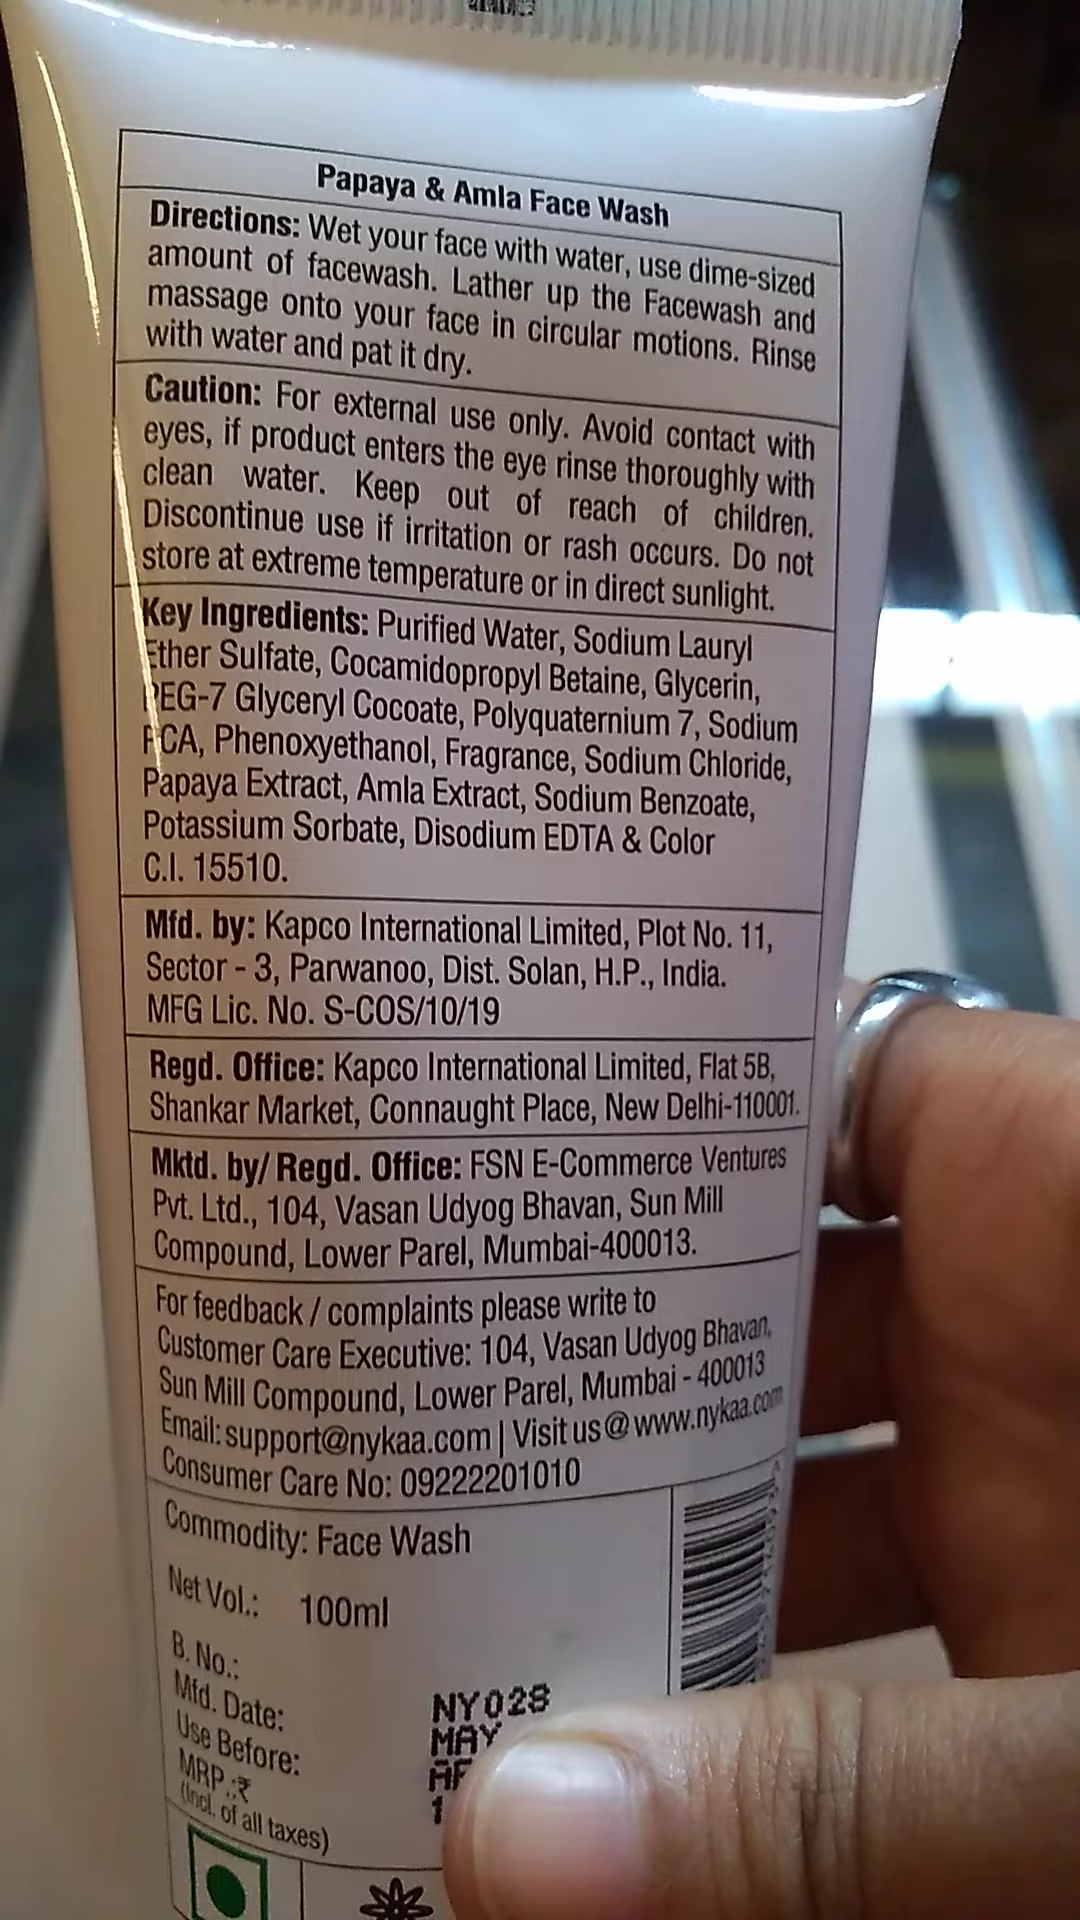 Papaya & Amla Face Wash
Directions: Wet your face with water, use dime-sized
amount of facewash. Lather up the Facewash and
massage onto your face in circular motions. Rinse
with water and pat it dry.
Caution: For external use only. Avoid contact with
eyes, if product enters the eye rinse thoroughly with
clean water. Keep out of reach of children.
Discontinue use if irritation or rash occurs. Do not
store at extreme temperature or in direct sunlight.
Key Ingredients: Purified Water, Sodium Lauryl
Ether Sulfate, Cocamidopropyl Betaine, Glycerin,
PEG-7 Glyceryl Cocoate, Polyquaternium 7, Sodium
PCA, Phenoxyethanol, Fragrance, Sodium Chloride,
Papaya Extract, Amla Extract, Sodium Benzoate,
Potassium Sorbate, Disodium EDTA & Color
C.I. 15510.
Mfd. by: Kapco International Limited, Plot No. 11,
Sector - 3, Parwanoo, Dist. Solan, H.P., India.
MFG Lic. No. S-COS/10/19
Regd. Office: Kapco International Limited, Flat 5B,
Shankar Market, Connaught Place, New Delhi-110001.
Mktd. by/ Regd. Office: FSN E-Commerce Ventures
Pvt. Ltd., 104, Vasan Udyog Bhavan, Sun Mill
Compound, Lower Parel, Mumbai-400013.
For feedback / complaints please write to
Customer Care Executive: 104, Vasan Udyog Bhavan,
Sun Mill Compound, Lower Parel, Mumbai - 400013
Email: support@nykaa.com | Visit us @ www.nykaa.com
Consumer Care No: 09222201010
Commodity: Face Wash
Net Vol.: 100ml
B. No.: NY028
Mfd. Date: MAY
Use Before:
MRP.:₹
(Incl. of all taxes)